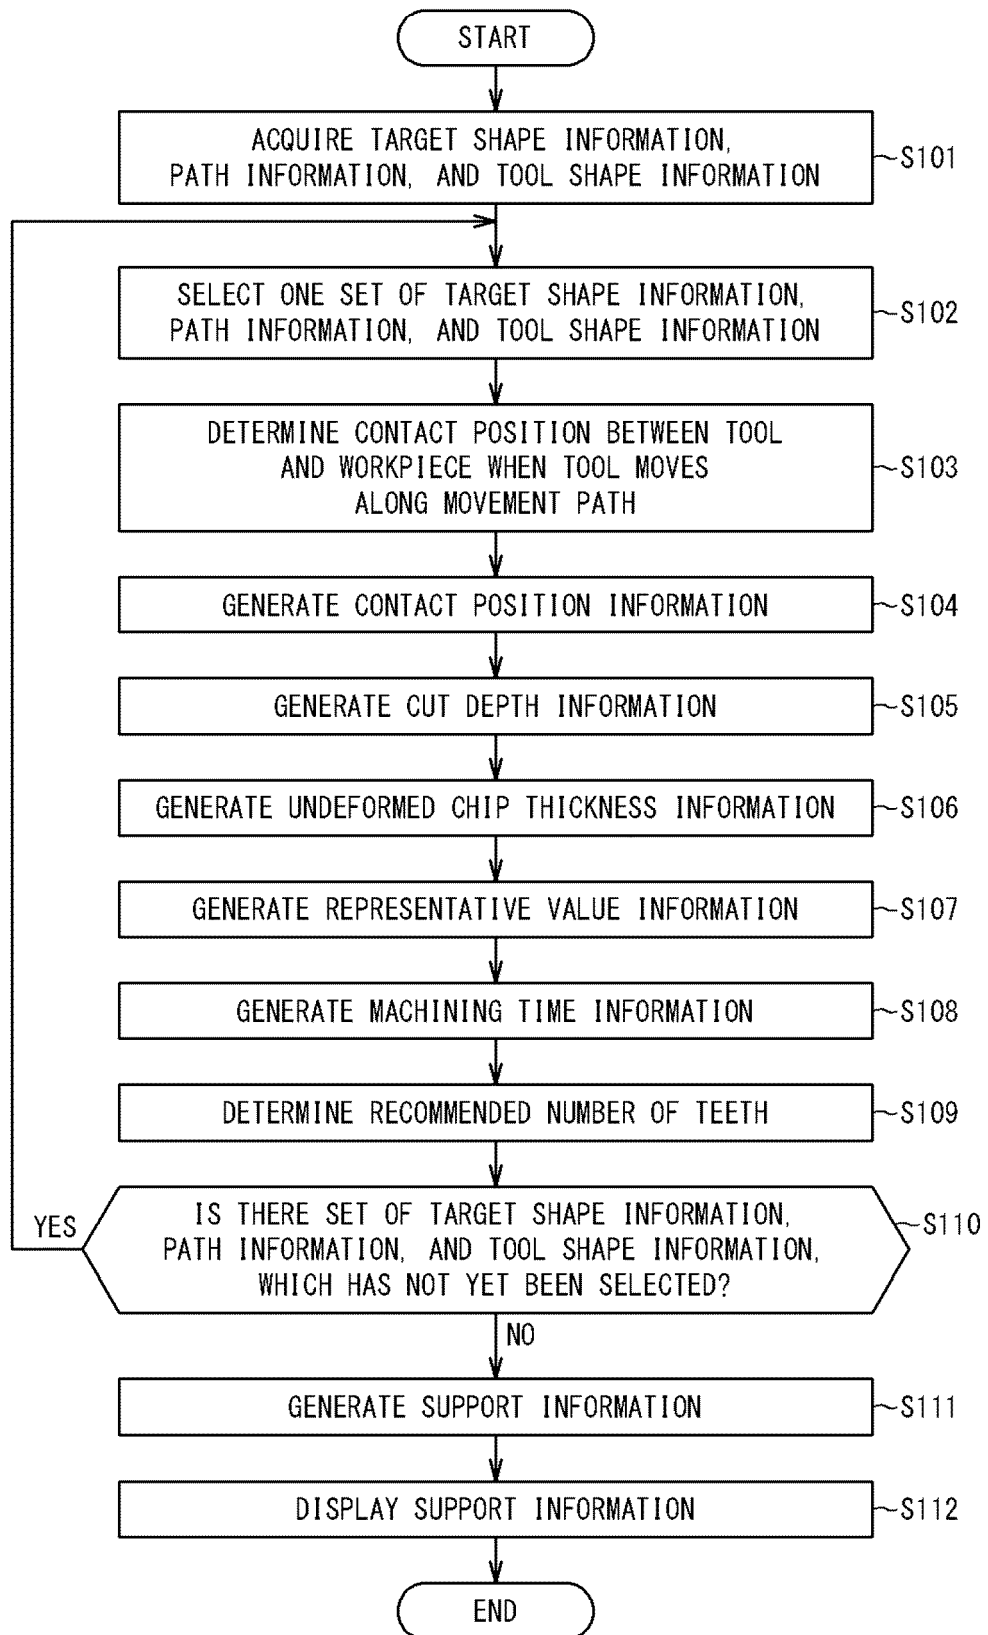 START
ACQUIRE TARGET SHAPE INFORMATION,
PATH INFORMATION, AND TOOL SHAPE INFORMATION
S101
SELECT ONE SET OF TARGET SHAPE INFORMATION,
PATH INFORMATION, AND TOOL SHAPE INFORMATION
S102
DETERMINE CONTACT POSITION BETWEEN TOOL
AND WORKPIECE WHEN TOOL MOVES
ALONG MOVEMENT PATH
S103
GENERATE CONTACT POSITION INFORMATION
S104
GENERATE CUT DEPTH INFORMATION
S105
GENERATE UNDEFORMED CHIP THICKNESS INFORMATION
S106
GENERATE REPRESENTATIVE VALUE INFORMATION
S107
GENERATE MACHINING TIME INFORMATION
S108
DETERMINE RECOMMENDED NUMBER OF TEETH
S109
YES
IS THERE SET OF TARGET SHAPE INFORMATION,
PATH INFORMATION, AND TOOL SHAPE INFORMATION,
WHICH HAS NOT YET BEEN SELECTED?
S110
NO
GENERATE SUPPORT INFORMATION
S111
DISPLAY SUPPORT INFORMATION
S112
END